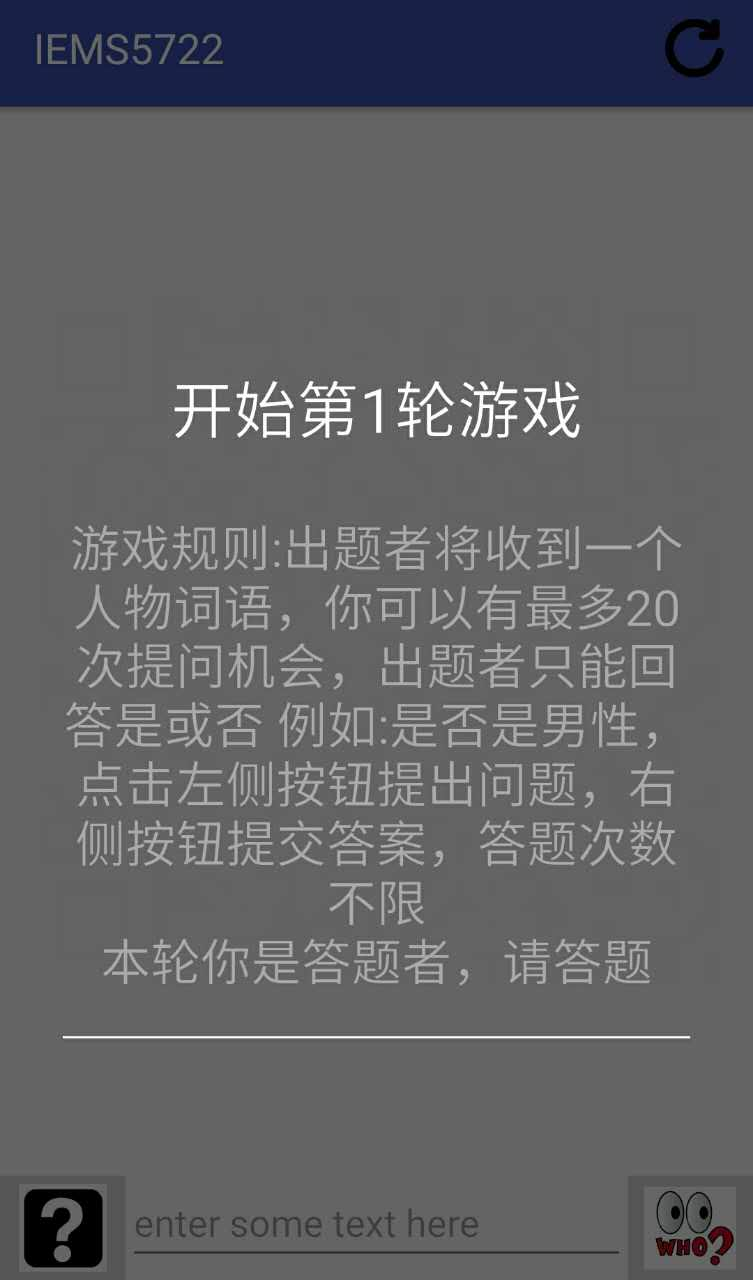 IEMS5722
开始第1轮游戏
游戏规则:出题者将收到一个
人物词语，你可以有最多20
次提问机会，出题者只能回
答是或否 例如:是否是男性，
点击左侧按钮提出问题，右
侧按钮提交答案，答题次数
不限
本轮你是答题者，请答题
?
enter some text here
WHO?